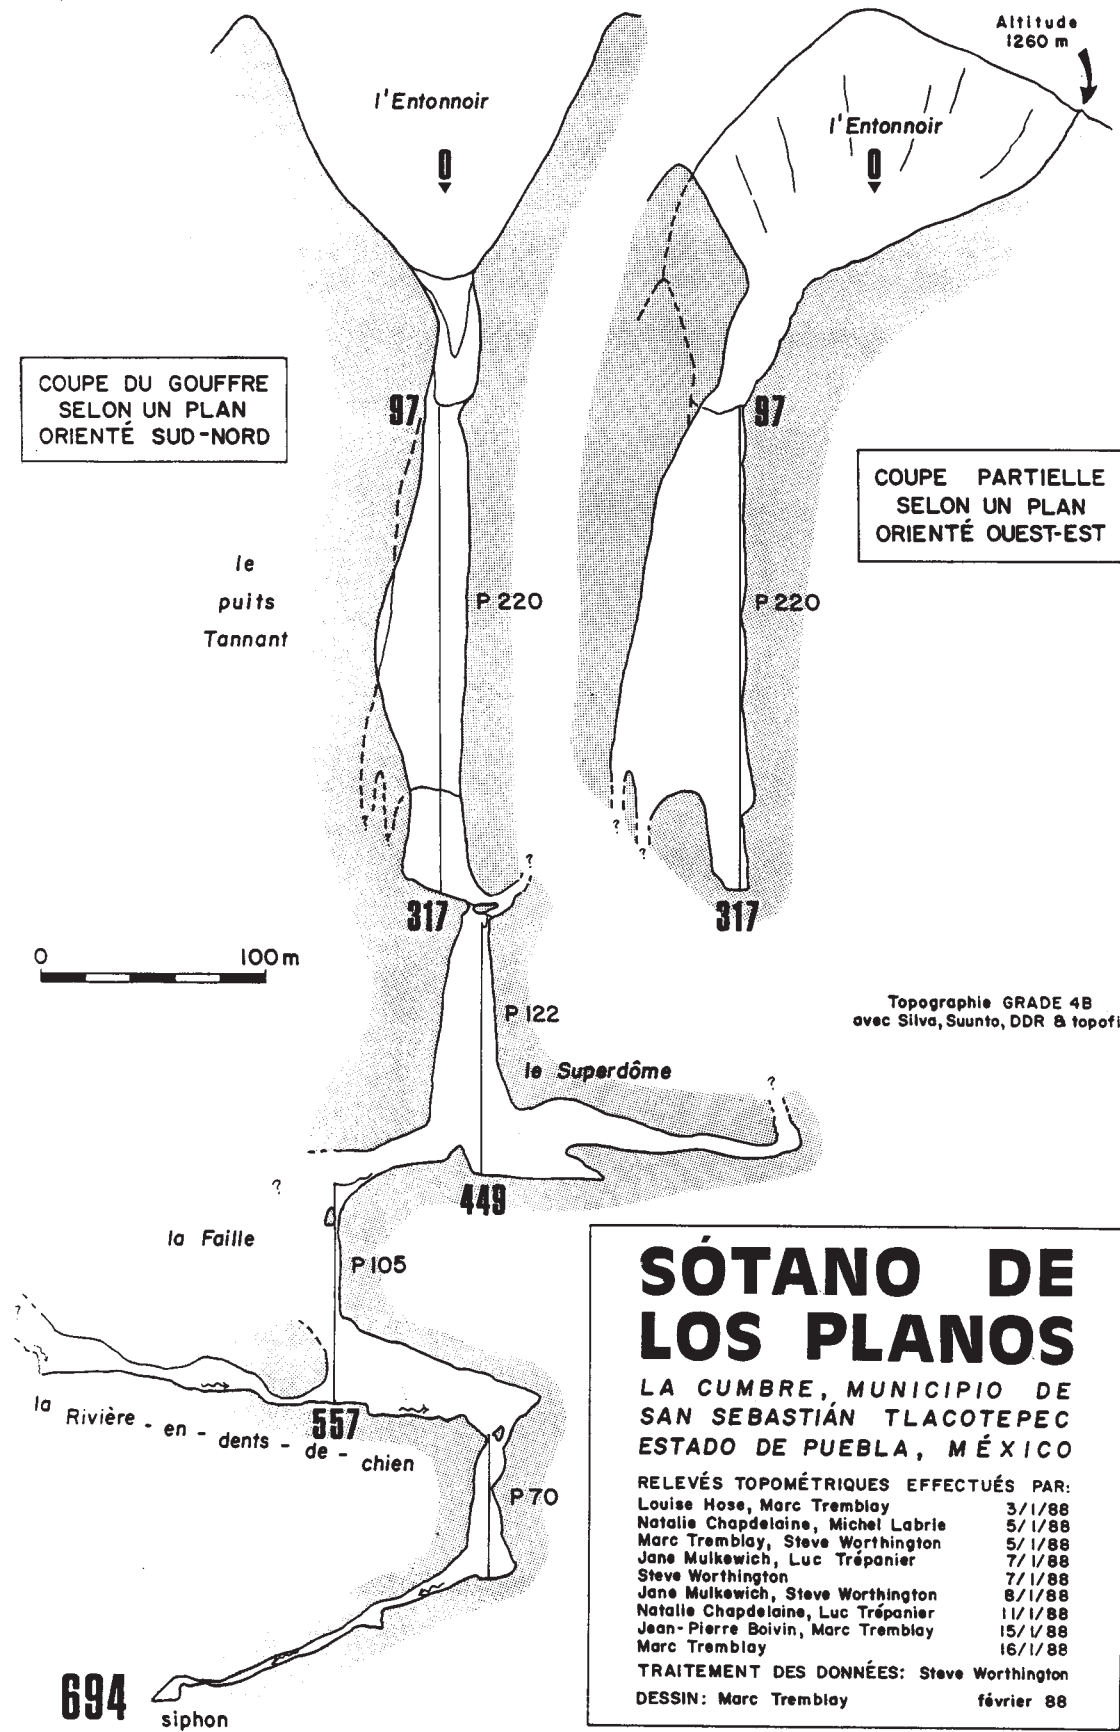 Altitude
1260 m
l'Entonnoir
0
l'Entonnoir
0
COUPE DU GOUFFRE
SELON UN PLAN
ORIENTÉ SUD-NORD
97
97
COUPE PARTIELLE
SELON UN PLAN
ORIENTÉ OUEST-EST
le
puits
Tannant
P 220
P 220
?
?
?
?
?
317
317
0 100 m
Topographie GRADE 4B
avec Silva, Suunto, DDR & topofi
P 122
le Superdôme
?
?
449
la Faille
P 105
?
la Rivière - en - dents - de - chien
557
P 70
694
siphon
SÓTANO DE
LOS PLANOS
LA CUMBRE, MUNICIPIO DE
SAN SEBASTIÁN TLACOTEPEC
ESTADO DE PUEBLA, MÉXICO
RELEVÉS TOPOMÉTRIQUES EFFECTUÉS PAR:
Louise Hose, Marc Tremblay 3/1/88
Natalie Chapdelaine, Michel Labrie 5/1/88
Marc Tremblay, Steve Worthington 5/1/88
Jane Mulkewich, Luc Trépanier 7/1/88
Steve Worthington 7/1/88
Jane Mulkewich, Steve Worthington 8/1/88
Natalie Chapdelaine, Luc Trépanier 11/1/88
Jean-Pierre Boivin, Marc Tremblay 15/1/88
Marc Tremblay 16/1/88
TRAITEMENT DES DONNÉES: Steve Worthington
DESSIN: Marc Tremblay février 88